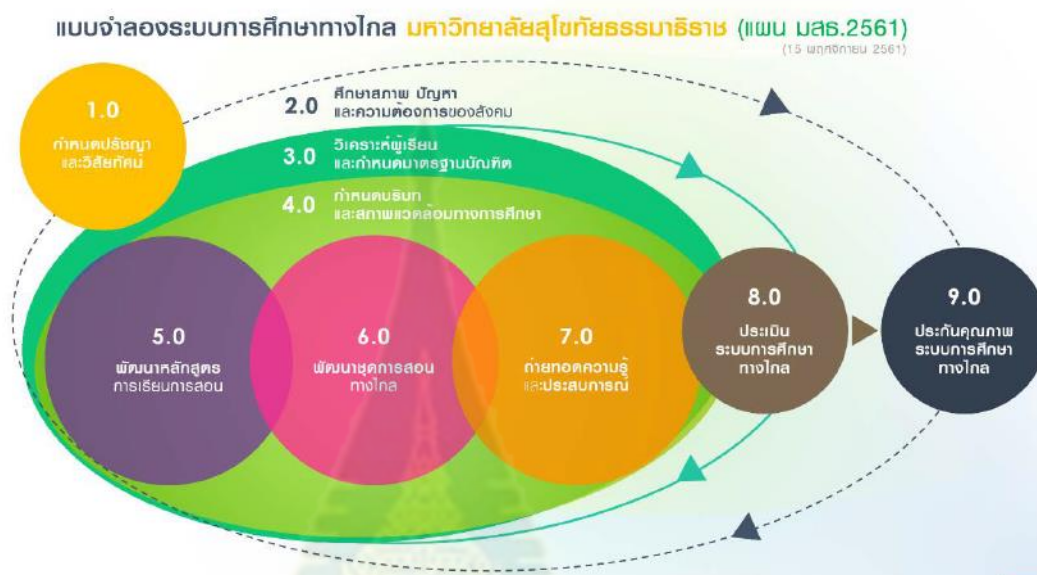 แบบจำลองระบบการศึกษาทางไกล มหาวิทยาลัยสุโขทัยธรรมาธิราช (แผน มสธ.2561)
(15 พฤศจิกายน 2561)
1.0
กำหนดปรัชญา
และวิสัยทัศน์
2.0 ศึกษาสภาพ ปัญหา
และความต้องการของสังคม
3.0 วิเคราะห์ผู้เรียน
และกำหนดมาตรฐานบัณฑิต
4.0 กำหนดบริบท
และสภาพแวดล้อมทางการศึกษา
5.0
พัฒนาหลักสูตร
การเรียนการสอน
6.0
พัฒนาชุดการสอน
ทางไกล
7.0
ถ่ายทอดความรู้
และประสบการณ์
8.0
ประเมิน
ระบบการศึกษา
ทางไกล
9.0
ประกันคุณภาพ
ระบบการศึกษา
ทางไกล